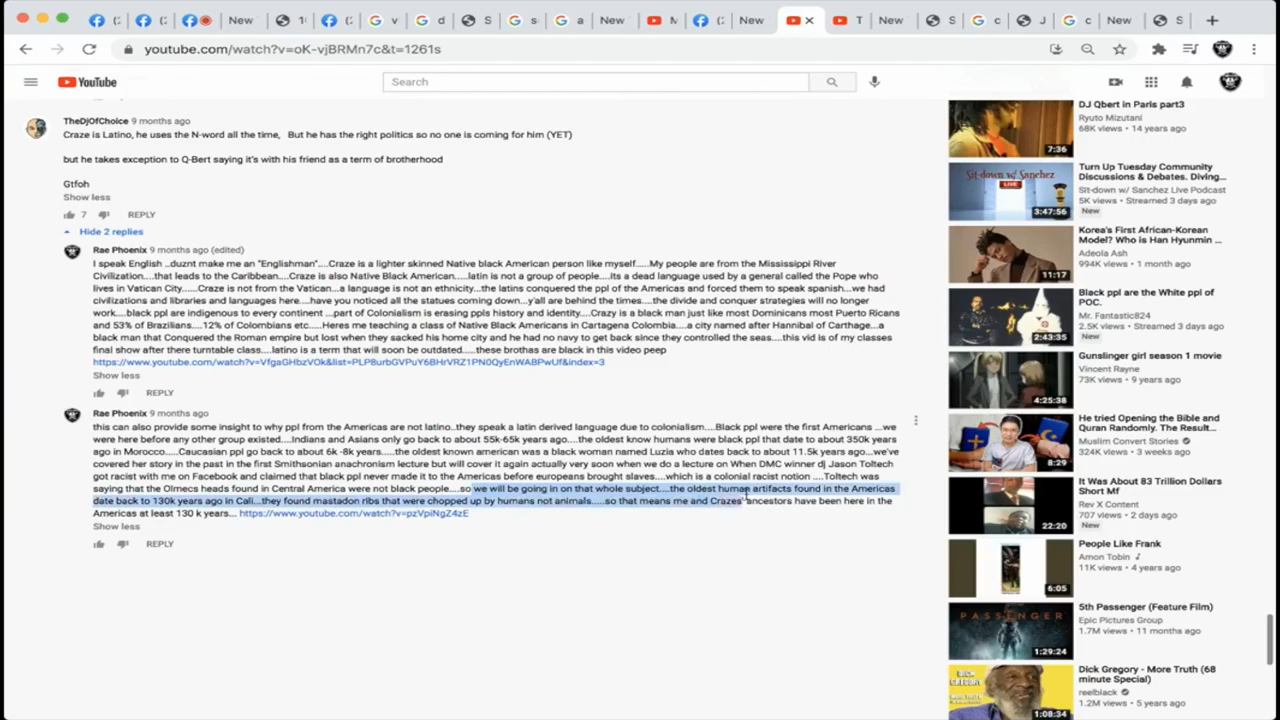 (2
(2
New
1
(2
v
d
S
s
a
New
M
(2
New
T
New
S
c
J
c
New
S
youtube.com/watch?v=oK-vjBRMn7c&t=1261s
YouTube
Search
TheDjOfChoice 9 months ago
Craze is Latino, he uses the N-word all the time, But he has the right politics so no one is coming for him (YET)
but he takes exception to Q-Bert saying it's with his friend as a term of brotherhood
Gtfoh
Show less
7 REPLY
Hide 2 replies
Rae Phoenix 9 months ago (edited)
I speak English ..duznt make me an "Englishman"....Craze is a lighter skinned Native black American person like myself.....My people are from the Mississippi River
Civilization....that leads to the Caribbean....Craze is also Native Black American.....latin is not a group of people....its a dead language used by a general called the Pope who
lives in Vatican City......Craze is not from the Vatican...a language is not an ethnicity....the latins conquered the ppl of the Americas and forced them to speak spanish...we had
civilizations and libraries and languages here....have you noticed all the statues coming down...y'all are behind the times....the divide and conquer strategies will no longer
work....black ppl are indigenous to every continent ...part of Colonialism is erasing ppls history and identity....Crazy is a black man just like most Dominicans most Puerto Ricans
and 53% of Brazilians....12% of Colombians etc....Heres me teaching a class of Native Black Americans in Cartagena Colombia....a city named after Hannibal of Carthage...a
black man that Conquered the Roman empire but lost when they sacked his home city and he had no navy to get back since they controlled the seas....this vid is of my classes
final show after there turntable class....latino is a term that will soon be outdated.....these brothas are black in this video peep
https://www.youtube.com/watch?v=VfgaGHbzVOk&list=PLP8urbGVPuY6BHrVRZ1PN0QyEnWABPwUf&index=3
Show less
REPLY
Rae Phoenix 9 months ago
this can also provide some insight to why ppl from the Americas are not latino..they speak a latin derived language due to colonialism....Black ppl were the first Americans ...we
were here before any other group existed....Indians and Asians only go back to about 55k-65k years ago....the oldest know humans were black ppl that date to about 350k years
ago in Morocco.....Caucasian ppl go back to about 6k -8k years.....the oldest known american was a black woman named Luzia who dates back to about 11.5k years ago...we've
covered her story in the past in the first Smithsonian anachronism lecture but will cover it again actually very soon when we do a lecture on When DMC winner dj Jason Toltech
got racist with me on Facebook and claimed that black ppl never made it to the Americas before europeans brought slaves....which is a colonial racist notion ....Toltech was
saying that the Olmecs heads found in Central America were not black people....so we will be going in on that whole subject....the oldest human artifacts found in the Americas
date back to 130k years ago in Cali...they found mastadon ribs that were chopped up by humans not animals.....so that means me and Crazes' ancestors have been here in the
Americas at least 130 k years... https://www.youtube.com/watch?v=pzVpiNgZ4zE
Show less
REPLY
DJ Qbert in Paris part3
Ryuto Mizutani
68K views • 14 years ago
7:36
Turn Up Tuesday Community
Discussions & Debates. Diving...
Sit-down w/ Sanchez Live Podcast
5K views • Streamed 3 days ago
New
Sit-down w/ Sanchez
LIVE
3:47:56
Korea's First African-Korean
Model? Who is Han Hyunmin ...
Adeola Ash
994K views • 1 month ago
11:17
Black ppl are the White ppl of
POC.
Mr. Fantastic824
2.5K views • Streamed 3 days ago
New
2:43:35
Gunslinger girl season 1 movie
Vincent Rayne
73K views • 9 years ago
4:25:38
He tried Opening the Bible and
Quran Randomly. The Result...
Muslim Convert Stories
324K views • 3 weeks ago
8:29
It Was About 83 Trillion Dollars
Short Mf
Rev X Content
707 views • 2 days ago
New
22:20
People Like Frank
Amon Tobin
11K views • 4 years ago
6:05
5th Passenger (Feature Film)
Epic Pictures Group
1.7M views • 11 months ago
PASSENGER
1:29:24
Dick Gregory - More Truth (68
minute Special)
reelblack
1.2M views • 5 years ago
DICK
GREGORY
1:08:34